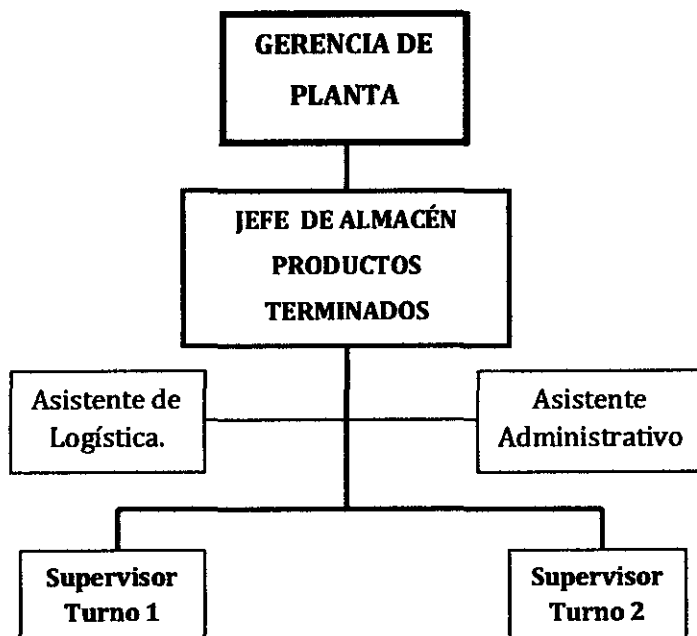 GERENCIA DE
PLANTA
JEFE DE ALMACÉN
PRODUCTOS
TERMINADOS
Asistente de
Logística.
Asistente
Administrativo
Supervisor
Turno 1
Supervisor
Turno 2